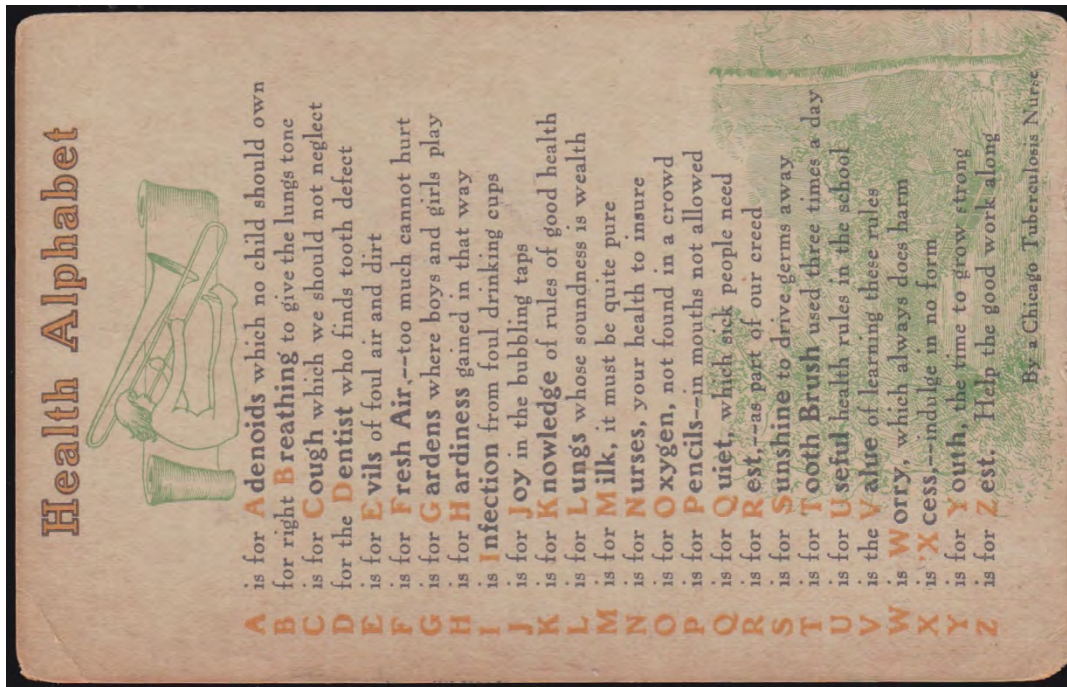 Health Alphabet
A is for Adenoids which no child should own
B for right Breathing to give the lungs tone
C is for Cough which we should not neglect
D for the Dentist who finds tooth defect
E is for Evils of foul air and dirt
F is for Fresh Air,--too much cannot hurt
G is for Gardens where boys and girls play
H is for Hardiness gained in that way
I is Infection from foul drinking cups
J is for Joy in the bubbling taps
K is for Knowledge of rules of good health
L is for Lungs whose soundness is wealth
M is for Milk, it must be quite pure
N is for Nurses, your health to insure
O is for Oxygen, not found in a crowd
P is for Pencils--in mouths not allowed
Q is for Quiet, which sick people need
R is for Rest,--as part of our creed
S is for Sunshine to drive germs away
T is for Tooth Brush used three times a day
U is for Useful health rules in the school
V is the Value of learning these rules
W is Worry, which always does harm
X is 'Xcess,--indulge in no form
Y is for Youth, the time to grow strong
Z is for Zest. Help the good work along
By a Chicago Tuberculosis Nurse